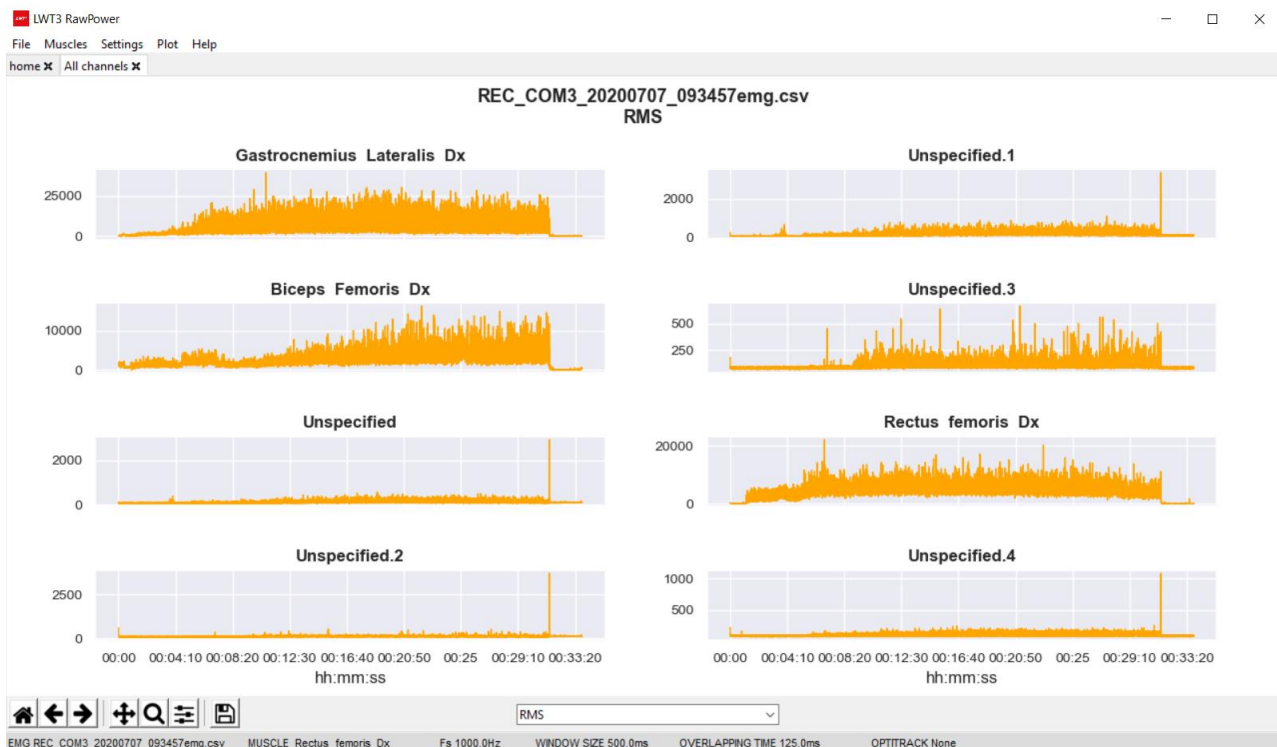 LWT3 RawPower
File Muscles Settings Plot Help
home All channels
REC_COM3_20200707_093457emg.csv
RMS
Gastrocnemius Lateralis Dx
25000
0
Unspecified.1
2000
0
Biceps Femoris Dx
10000
0
Unspecified.3
500
250
Unspecified
2000
0
Rectus femoris Dx
20000
0
Unspecified.2
2500
0
00:00 00:04:10 00:08:20 00:12:30 00:16:40 00:20:50 00:25 00:29:10 00:33:20
hh:mm:ss
Unspecified.4
1000
500
00:00 00:04:10 00:08:20 00:12:30 00:16:40 00:20:50 00:25 00:29:10 00:33:20
hh:mm:ss
RMS
EMG REC_COM3_20200707_093457emg.csv MUSCLE Rectus_femoris_Dx Fs 1000.0Hz WINDOW SIZE 500.0ms OVERLAPPING TIME 125.0ms OPTITRACK None